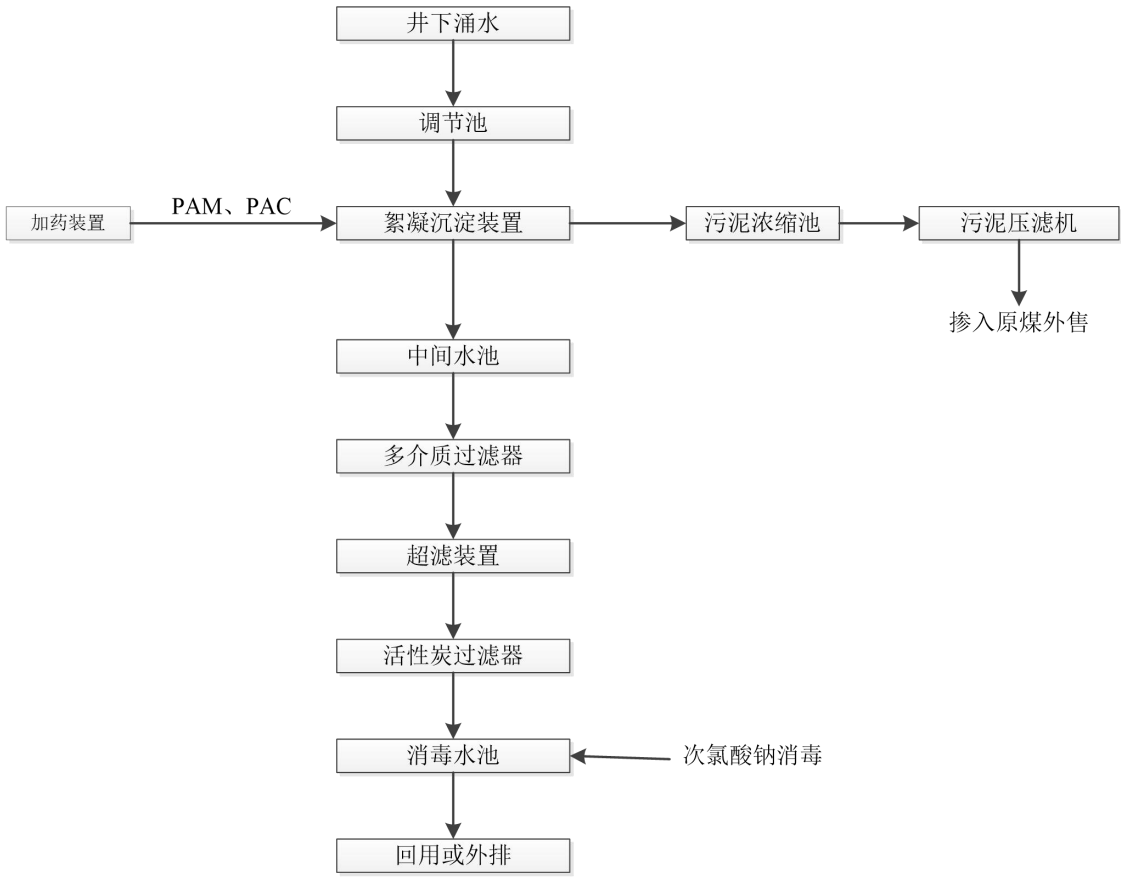 井下涌水
调节池
PAM、PAC
加药装置
絮凝沉淀装置
污泥浓缩池
污泥压滤机
掺入原煤外售
中间水池
多介质过滤器
超滤装置
活性炭过滤器
消毒水池
次氯酸钠消毒
回用或外排